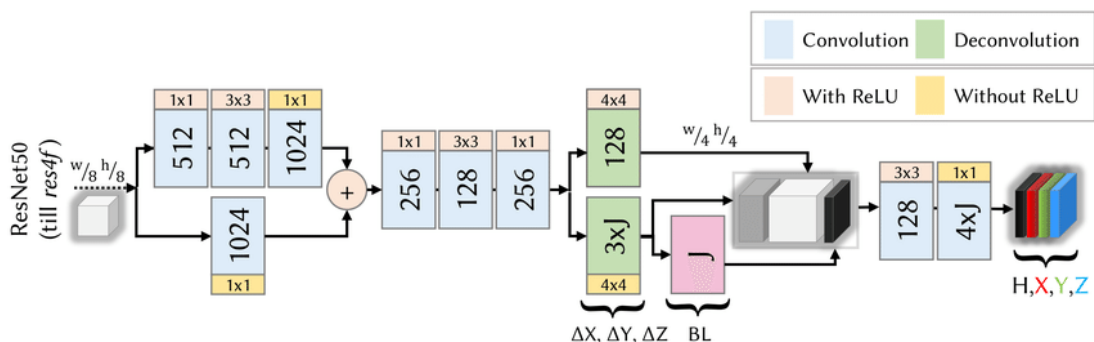 Convolution
Deconvolution
With ReLU
Without ReLU
ResNet50
(till res4f)
w/8 h/8
1x1
3x3
1x1
512
512
1024
1024
1x1
+
1x1
3x3
1x1
256
128
256
4x4
128
w/4 h/4
3xJ
4x4
J
ΔX, ΔY, ΔZ
BL
3x3
1x1
128
4xJ
H,X,Y,Z